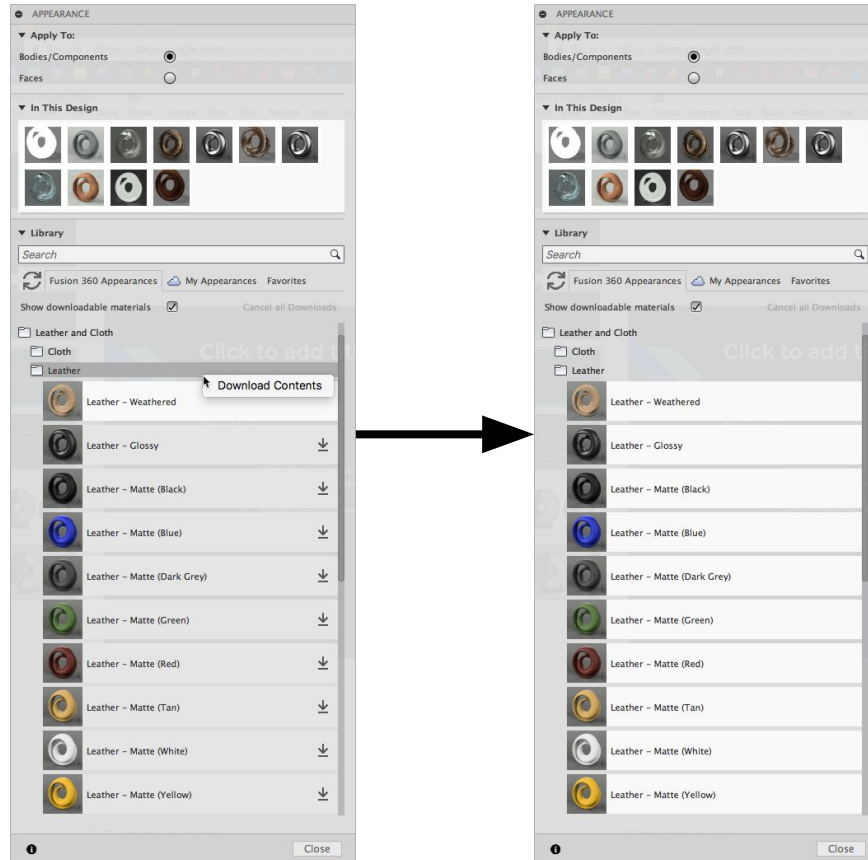 APPEARANCE
Apply To:
Bodies/Components
Faces
In This Design
Library
Search
Fusion 360 Appearances My Appearances Favorites
Show downloadable materials Cancel all Downloads
Leather and Cloth
Cloth
Click to add t
Leather
Download Contents
Leather – Weathered
Leather – Glossy
Leather – Matte (Black)
Leather – Matte (Blue)
Leather – Matte (Dark Grey)
Leather – Matte (Green)
Leather – Matte (Red)
Leather – Matte (Tan)
Leather – Matte (White)
Leather – Matte (Yellow)
Close
APPEARANCE
Apply To:
Bodies/Components
Faces
In This Design
Library
Search
Fusion 360 Appearances My Appearances Favorites
Show downloadable materials Cancel all Downloads
Leather and Cloth
Cloth
Click to add t
Leather
Leather – Weathered
Leather – Glossy
Leather – Matte (Black)
Leather – Matte (Blue)
Leather – Matte (Dark Grey)
Leather – Matte (Green)
Leather – Matte (Red)
Leather – Matte (Tan)
Leather – Matte (White)
Leather – Matte (Yellow)
Close